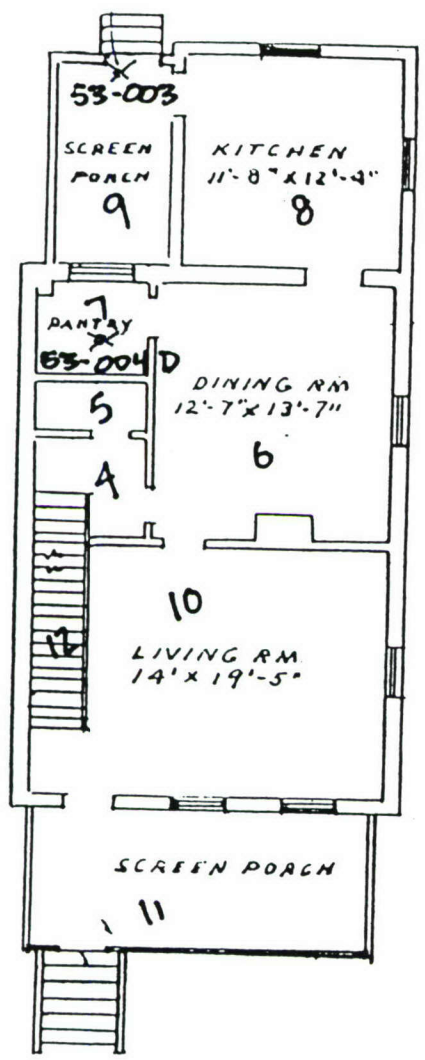 53-003
SCREEN
PORCH
9
KITCHEN
11'-8" X 12'-4"
8
7
PANTRY
53-004 D
5
DINING RM
12'-7" X 13'-7"
6
4
10
12
LIVING RM
14' X 19'-5"
SCREEN PORCH
11